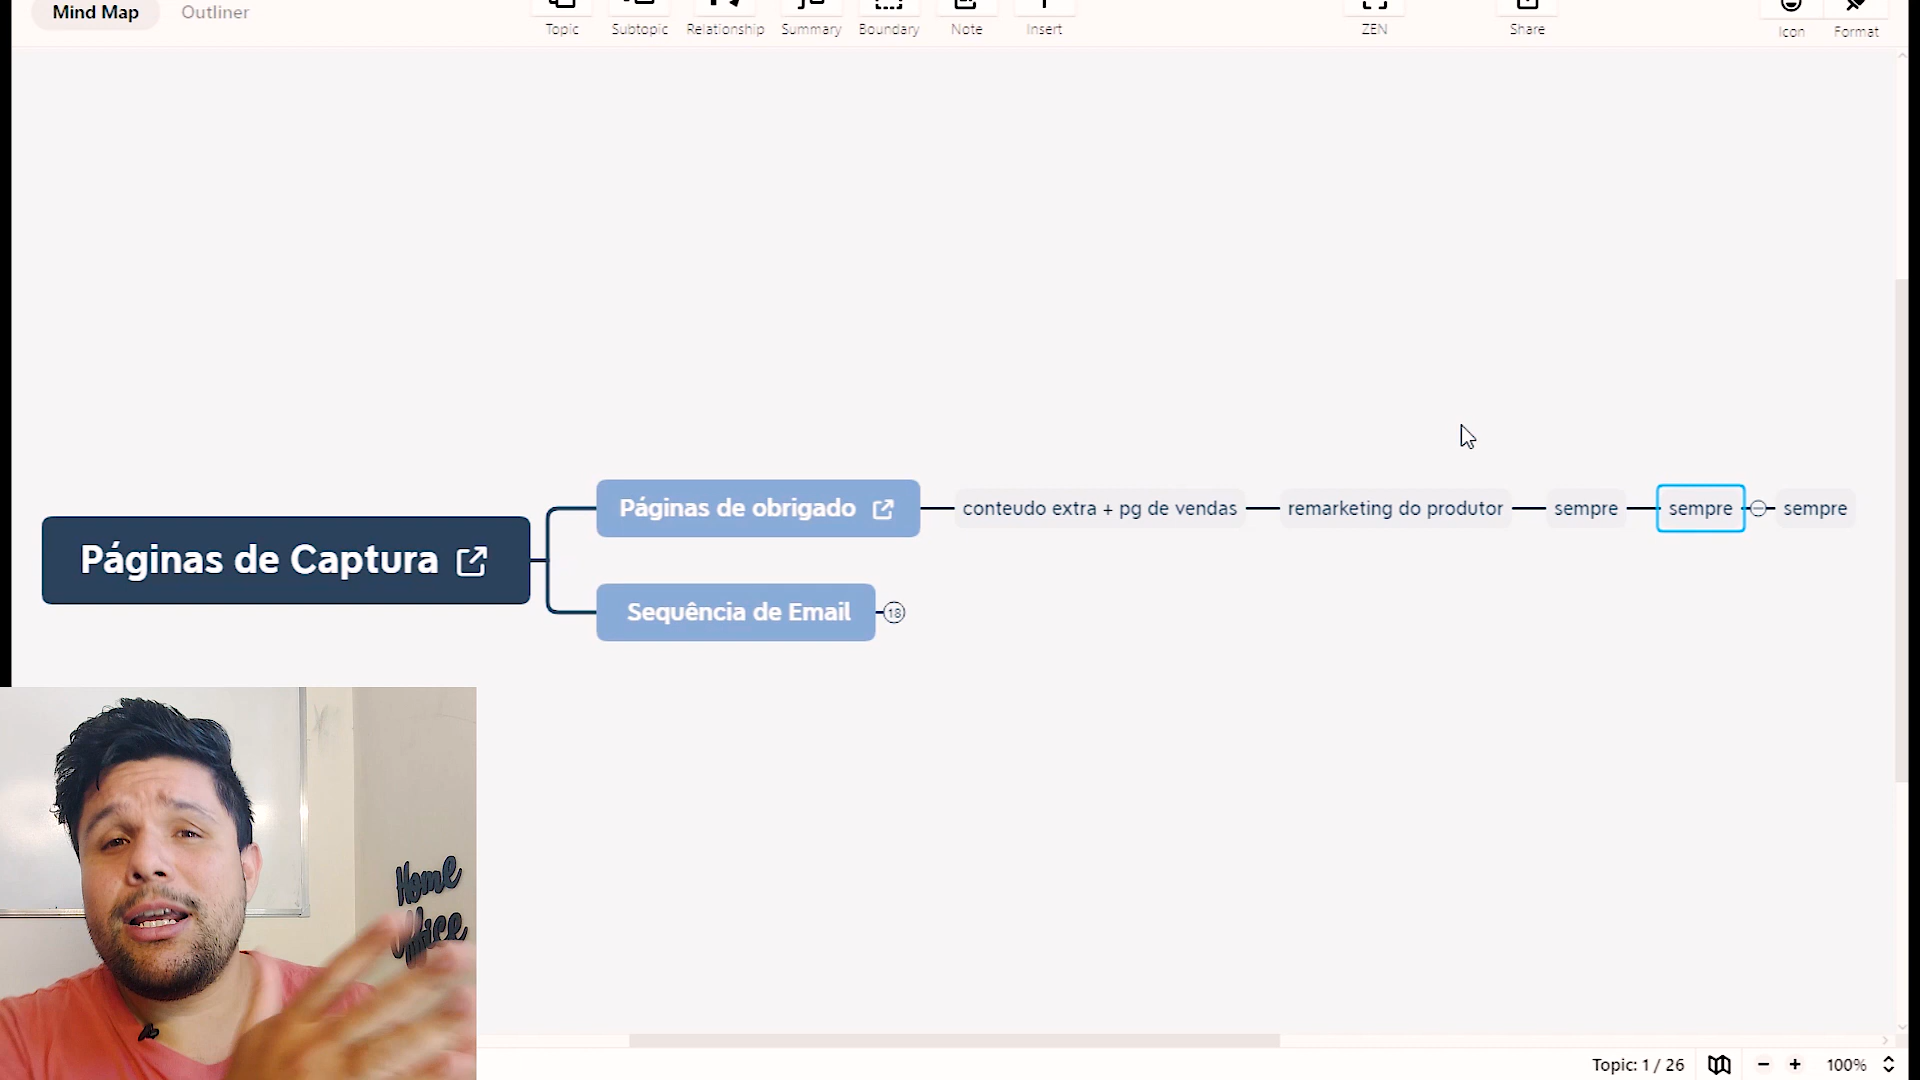 Mind Map
Outliner
Topic
Subtopic
Relationship
Summary
Boundary
Note
Insert
ZEN
Share
Icon
Format
Páginas de Captura
Páginas de obrigado
conteudo extra + pg de vendas
remarketing do produtor
sempre
sempre
sempre
Sequência de Email
18
Home
Office
Topic: 1 / 26
100%